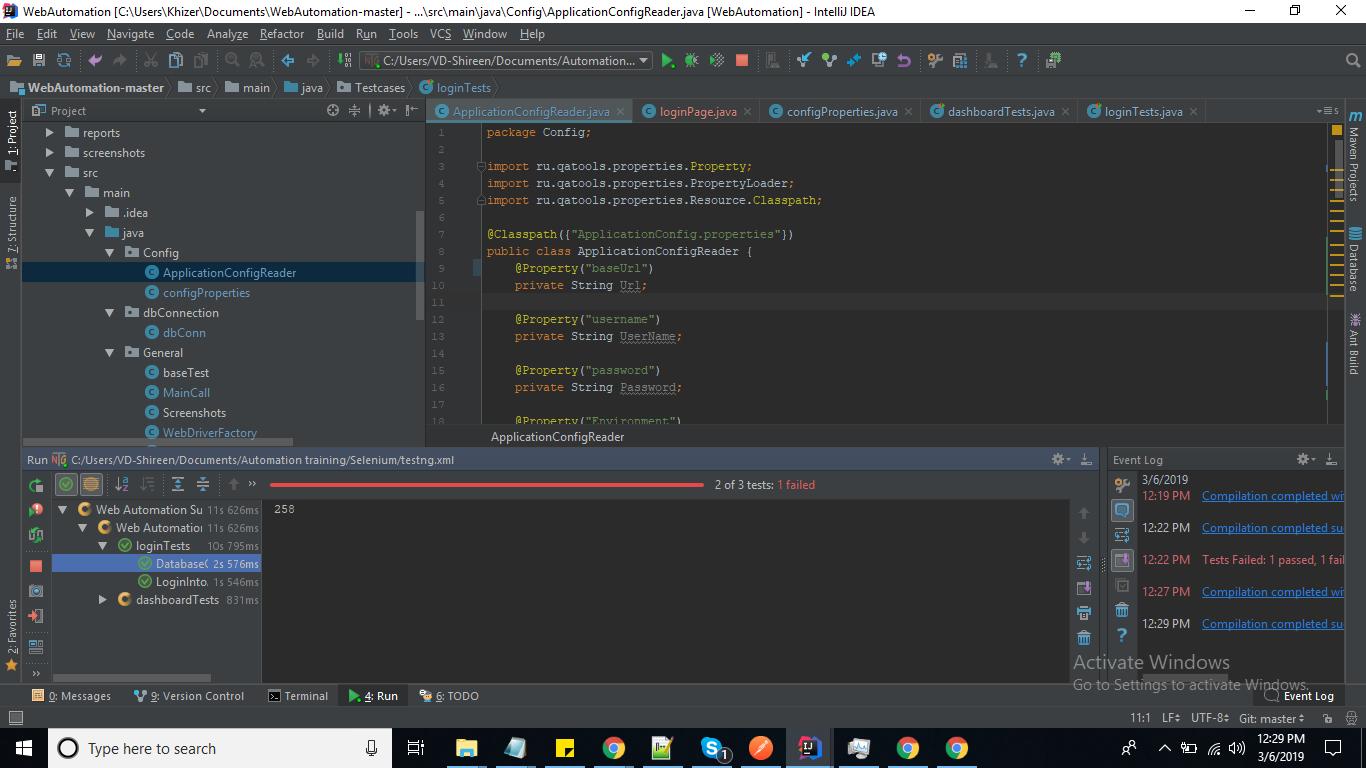 WebAutomation [C:\Users\Khizer\Documents\WebAutomation-master] - ...\src\main\java\Config\ApplicationConfigReader.java [WebAutomation] - IntelliJ IDEA
File Edit View Navigate Code Analyze Refactor Build Run Tools VCS Window Help
C:/Users/VD-Shireen/Documents/Automation...
WebAutomation-master src main java Testcases loginTests
1: Project
7: Structure
2: Favorites
Project
reports
screenshots
src
main
.idea
java
Config
ApplicationConfigReader
configProperties
dbConnection
dbConn
General
baseTest
MainCall
Screenshots
WebDriverFactory
ApplicationConfigReader.java loginPage.java configProperties.java dashboardTests.java loginTests.java
1 package Config;
2
3 import ru.qatools.properties.Property;
4 import ru.qatools.properties.PropertyLoader;
5 import ru.qatools.properties.Resource.Classpath;
6
7 @Classpath({"ApplicationConfig.properties"})
8 public class ApplicationConfigReader {
9 @Property("baseUrl")
10 private String Url;
11
12 @Property("username")
13 private String UserName;
14
15 @Property("password")
16 private String Password;
17
18 @Property("Environment")
ApplicationConfigReader
Maven Projects
Database
Ant Build
Run C:/Users/VD-Shireen/Documents/Automation training/Selenium/testng.xml
2 of 3 tests: 1 failed
Web Automation Su 11s 626ms
Web Automation 11s 626ms
loginTests 10s 795ms
DatabaseC 2s 576ms
LoginInto. 1s 546ms
dashboardTests 831ms
258
Event Log
3/6/2019
12:19 PM Compilation completed wi
12:22 PM Compilation completed su
12:22 PM Tests Failed: 1 passed, 1 fail
12:27 PM Compilation completed wi
12:29 PM Compilation completed su
Activate Windows
Go to Settings to activate Windows.
0: Messages 9: Version Control Terminal 4: Run 6: TODO Event Log
11:1 LF UTF-8 Git: master
Type here to search
1
12:29 PM
3/6/2019